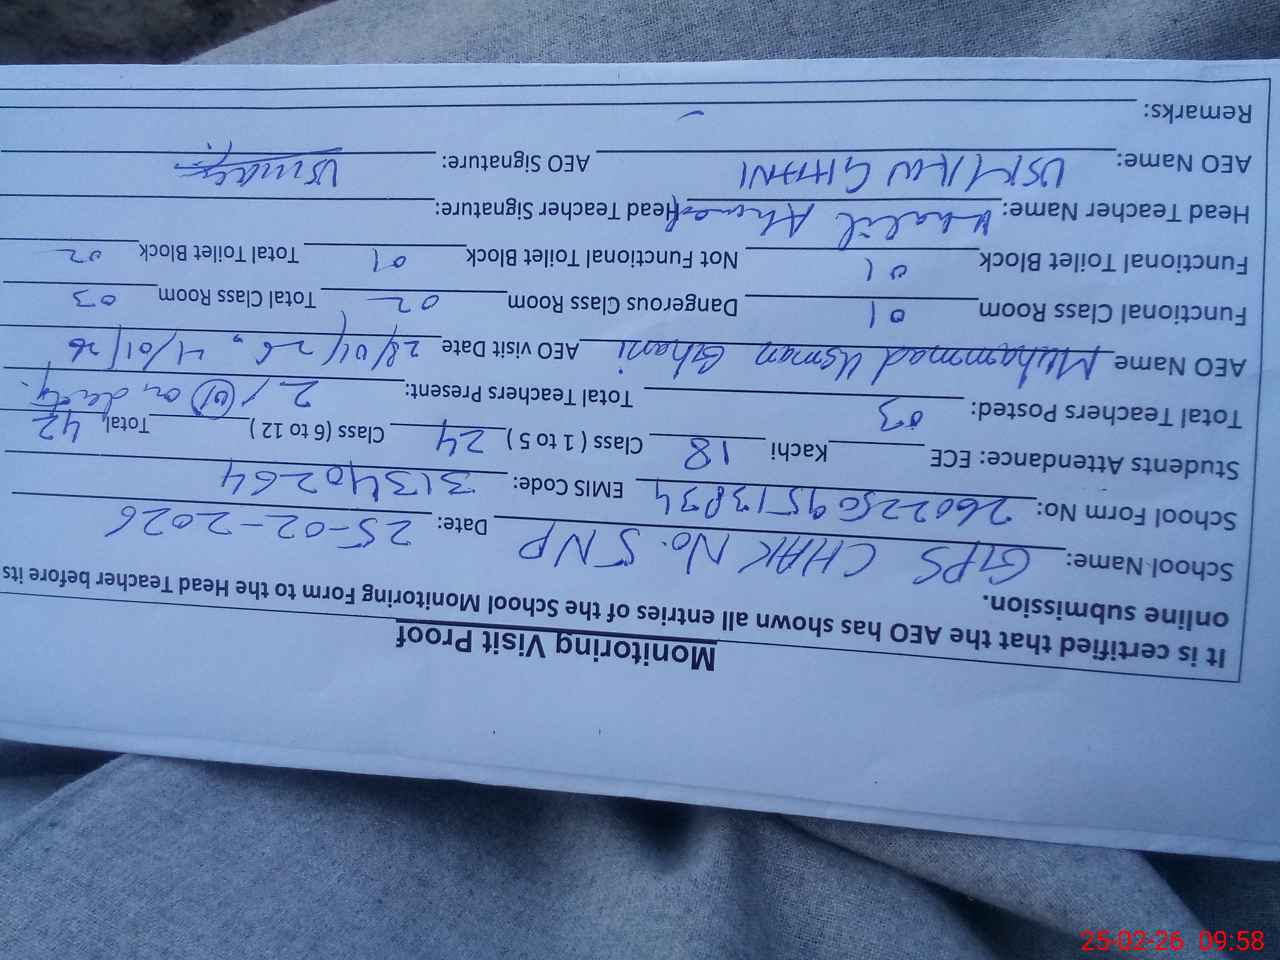 Monitoring Visit Proof
It is certified that the AEO has shown all entries of the School Monitoring Form to the Head Teacher before its
online submission.
School Name: GPS CHAK No. 5NP Date: 25-02-2026
School Form No: EMIS Code: 31340264
Students Attendance: ECE Kachi 18 Class ( 1 to 5 ) 24 Class (6 to 12 ) Total 42
Total Teachers Posted: 03 Total Teachers Present: 2, on duty
AEO Name Muhammad Usman Ghani AEO visit Date 28/01/26, 4/01/26
Functional Class Room 01 Dangerous Class Room 02 Total Class Room 03
Functional Toilet Block 01 Not Functional Toilet Block 01 Total Toilet Block 02
Head Teacher Name: Khalil Ahmed Head Teacher Signature:
AEO Name: USMAN GHANI AEO Signature: Usman
Remarks:
25-02-26 09:58